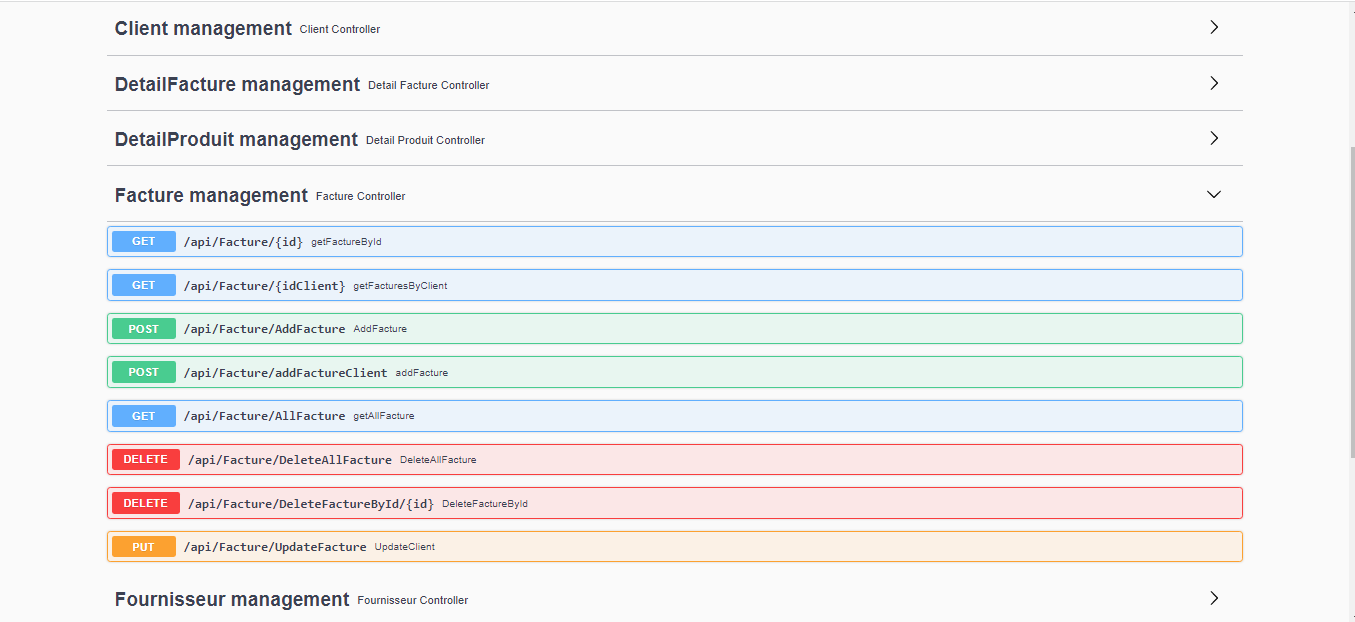 Client management Client Controller
DetailFacture management Detail Facture Controller
DetailProduit management Detail Produit Controller
Facture management Facture Controller
GET /api/Facture/{id} getFactureById
GET /api/Facture/{idClient} getFacturesByClient
POST /api/Facture/AddFacture AddFacture
POST /api/Facture/addFactureClient addFacture
GET /api/Facture/AllFacture getAllFacture
DELETE /api/Facture/DeleteAllFacture DeleteAllFacture
DELETE /api/Facture/DeleteFactureById/{id} DeleteFactureById
PUT /api/Facture/UpdateFacture UpdateClient
Fournisseur management Fournisseur Controller